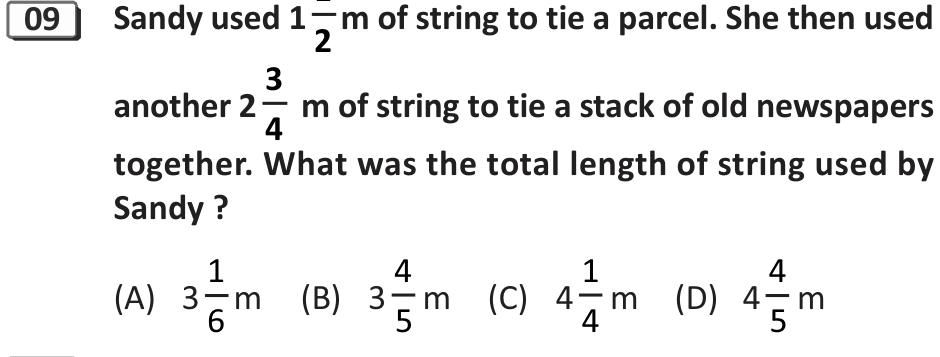 09 Sandy used 1 —/2 m of string to tie a parcel. She then used
another 2 3/4 m of string to tie a stack of old newspapers
together. What was the total length of string used by
Sandy ?
(A) 3 1/6 m (B) 3 4/5 m (C) 4 1/4 m (D) 4 4/5 m